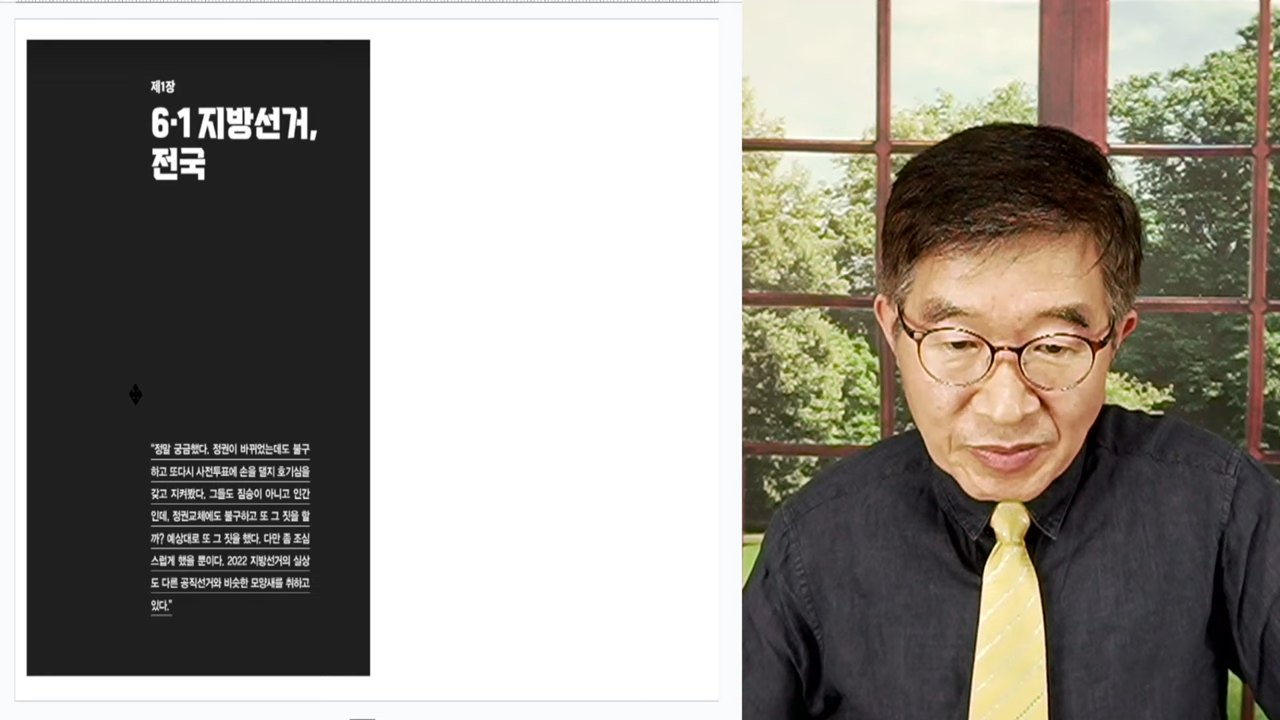 제1장
6·1 지방선거,
전국
"정말 궁금했다. 정권이 바뀌었는데도 불구
하고 또다시 사전투표에 손을 댈지 호기심을
갖고 지켜봤다. 그들도 짐승이 아니고 인간
인데, 정권교체에도 불구하고 또 그 짓을 할
까? 예상대로 또 그 짓을 했다. 다만 좀 조심
스럽게 했을 뿐이다. 2022 지방선거의 실상
도 다른 공직선거와 비슷한 모양새를 취하고
있다."